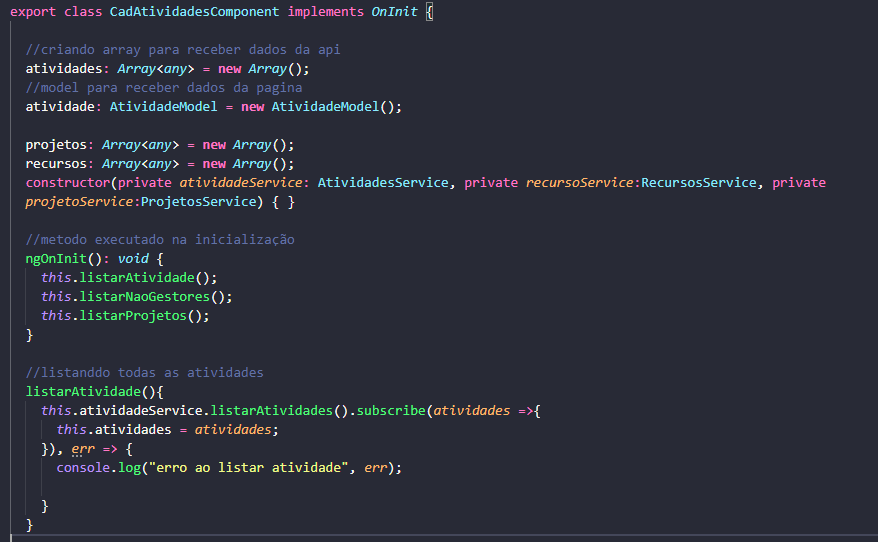 export class CadAtividadesComponent implements OnInit {
//criando array para receber dados da api
atividades: Array<any> = new Array();
//model para receber dados da pagina
atividade: AtividadeModel = new AtividadeModel();
projetos: Array<any> = new Array();
recursos: Array<any> = new Array();
constructor(private atividadeService: AtividadesService, private recursoService:RecursosService, private
projetoService:ProjetosService) { }
//metodo executado na inicialização
ngOnInit(): void {
this.listarAtividade();
this.listarNaoGestores();
this.listarProjetos();
}
//listanddo todas as atividades
listarAtividade(){
this.atividadeService.listarAtividades().subscribe(atividades =>{
this.atividades = atividades;
}), err => {
console.log("erro ao listar atividade", err);
}
}